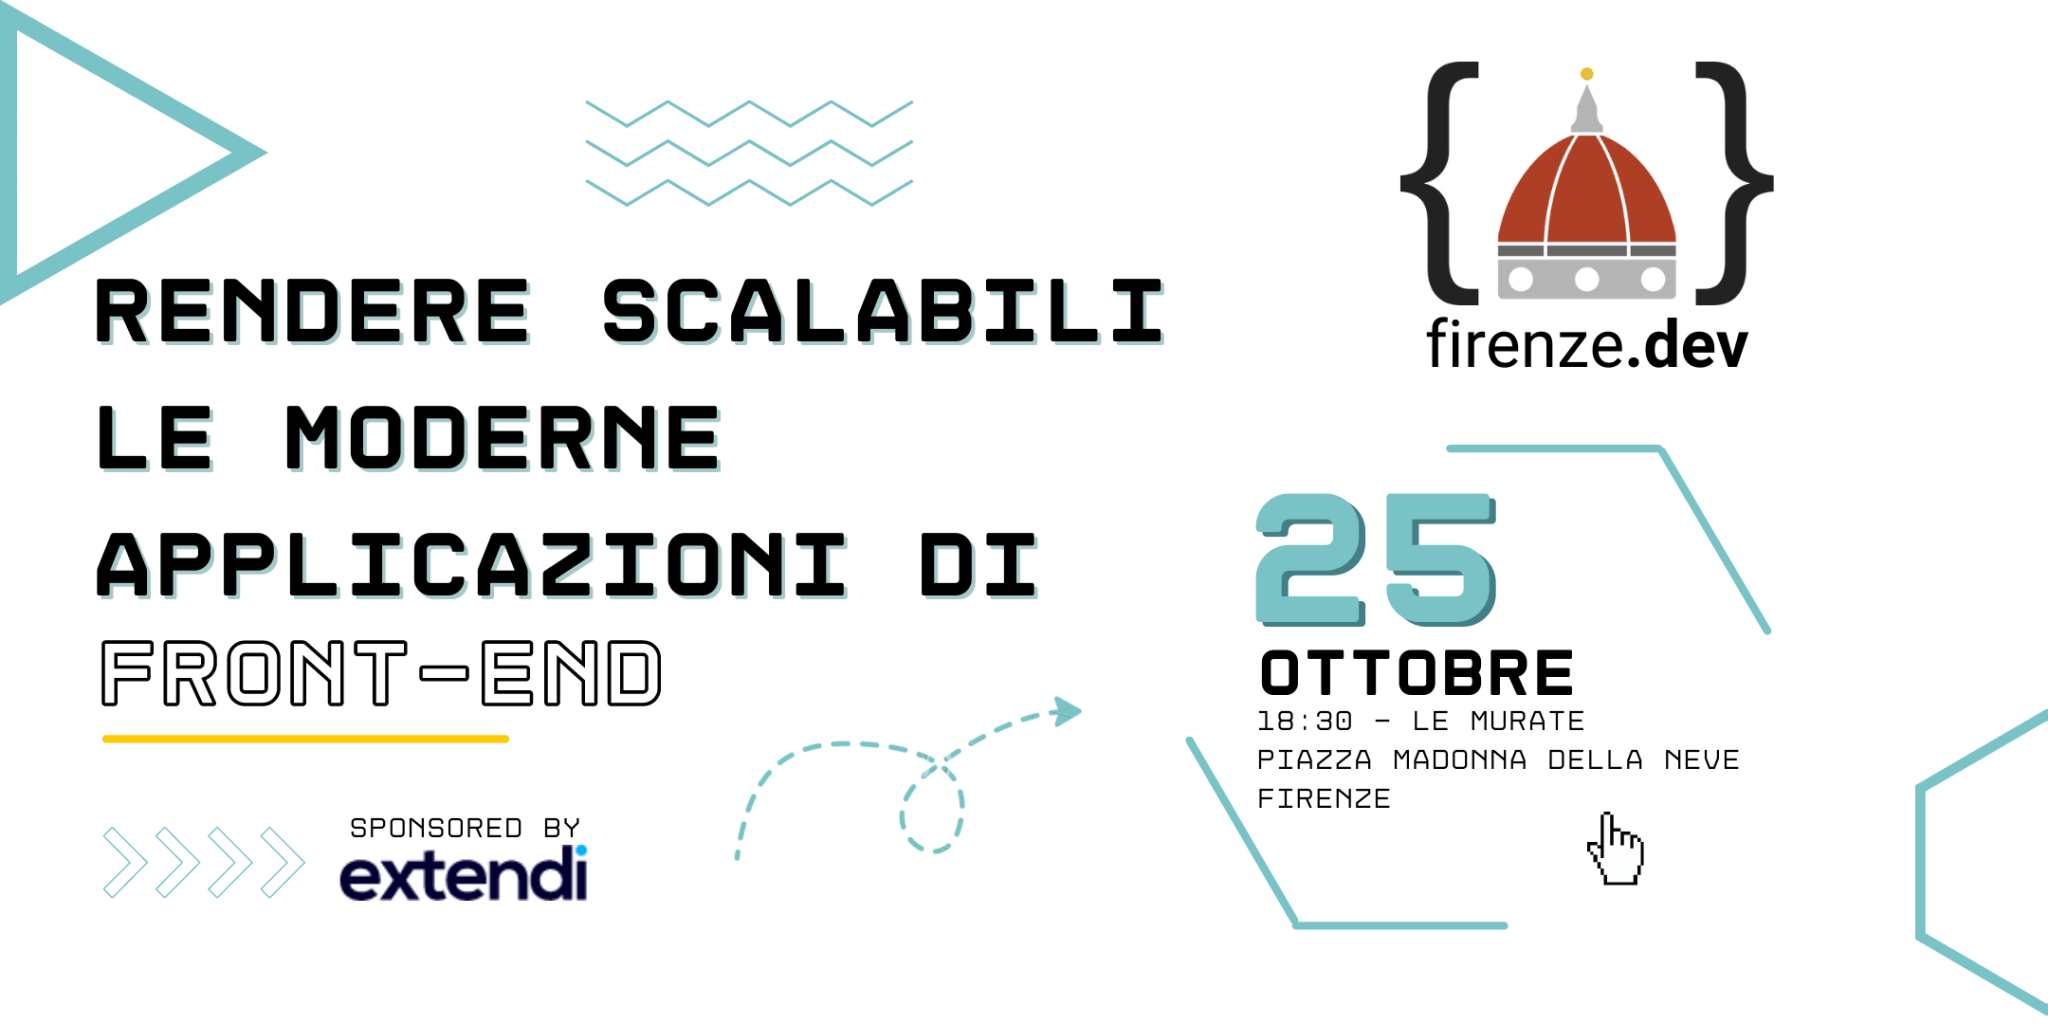 RENDERE SCALABILI
LE MODERNE
APPLICAZIONI DI
FRONT-END
SPONSORED BY
extendi
{ }
firenze.dev
25
OTTOBRE
18:30 - LE MURATE
PIAZZA MADONNA DELLA NEVE
FIRENZE